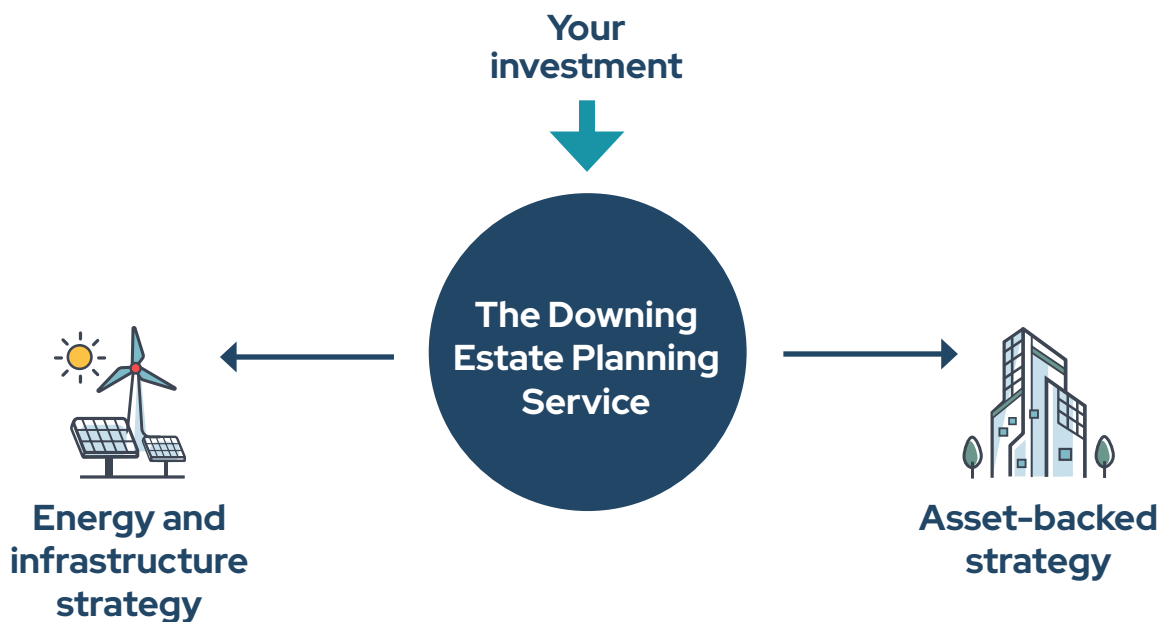 Your
investment
The Downing
Estate Planning
Service
Energy and
infrastructure
strategy
Asset-backed
strategy